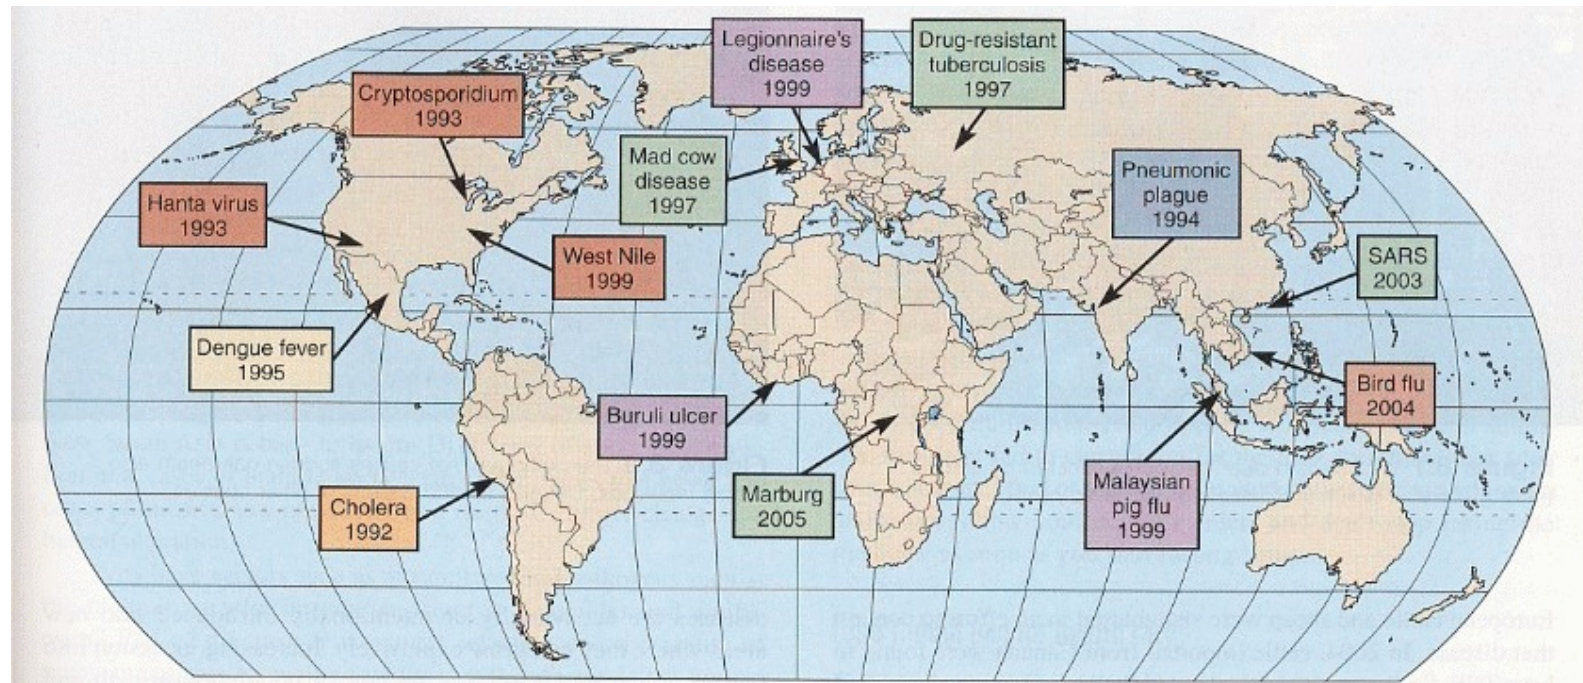 Legionnaire's
disease
1999
Drug-resistant
tuberculosis
1997
Cryptosporidium
1993
Mad cow
disease
1997
Pneumonic
plague
1994
Hanta virus
1993
West Nile
1999
SARS
2003
Dengue fever
1995
Bird flu
2004
Buruli ulcer
1999
Marburg
2005
Malaysian
pig flu
1999
Cholera
1992